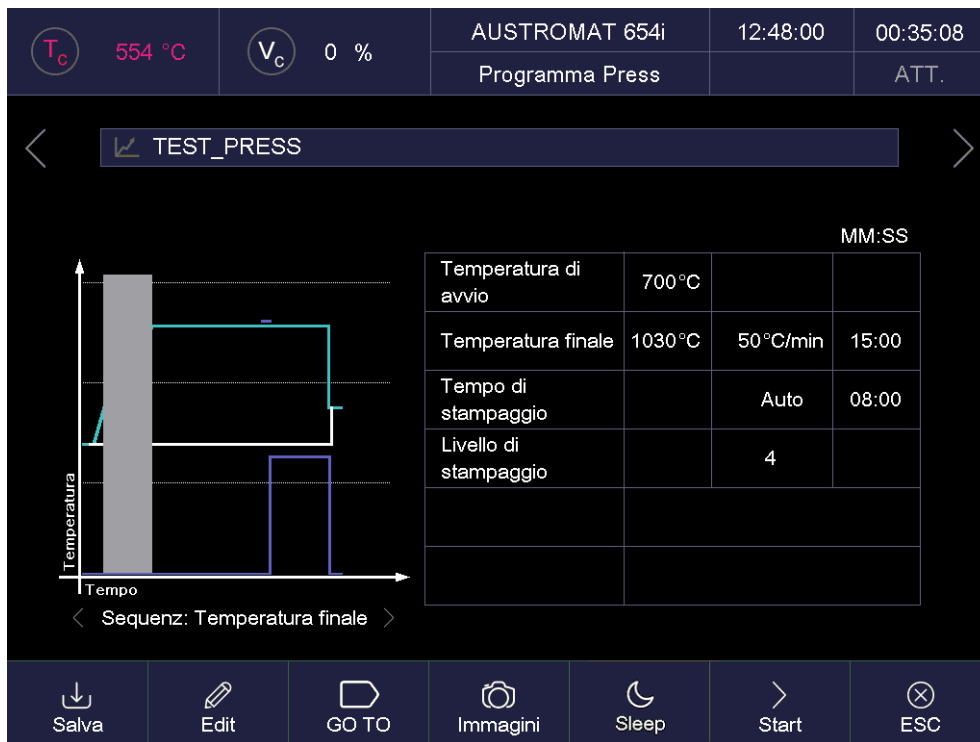 Tc 554 °C Vc 0 % AUSTROMAT 654i 12:48:00 00:35:08
Programma Press ATT.
TEST_PRESS
MM:SS
Temperatura di
avvio 700°C
Temperatura finale 1030°C 50°C/min 15:00
Tempo di
stampaggio Auto 08:00
Livello di
stampaggio 4
Temperatura
Tempo
Sequenz: Temperatura finale
Salva Edit GO TO Immagini Sleep Start ESC